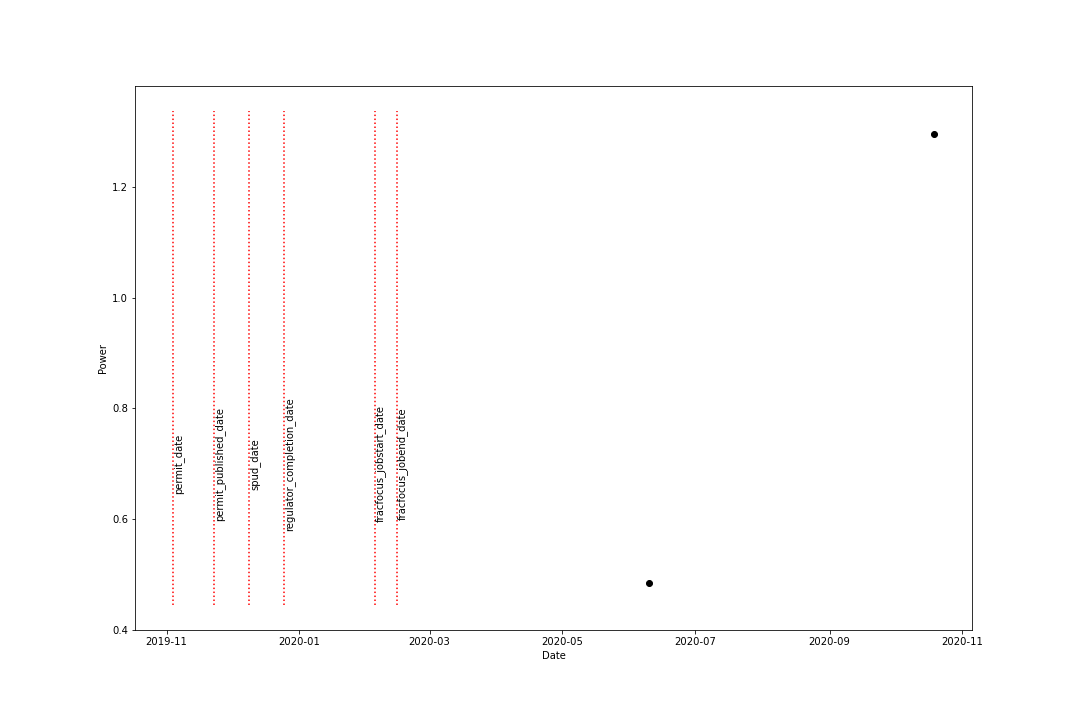 1.2
1.0
0.8
0.6
0.4
Power
permit_date
permit_published_date
spud_date
regulator_completion_date
fracfocus_jobstart_date
fracfocus_jobend_date
2019-11
2020-01
2020-03
2020-05
2020-07
2020-09
2020-11
Date